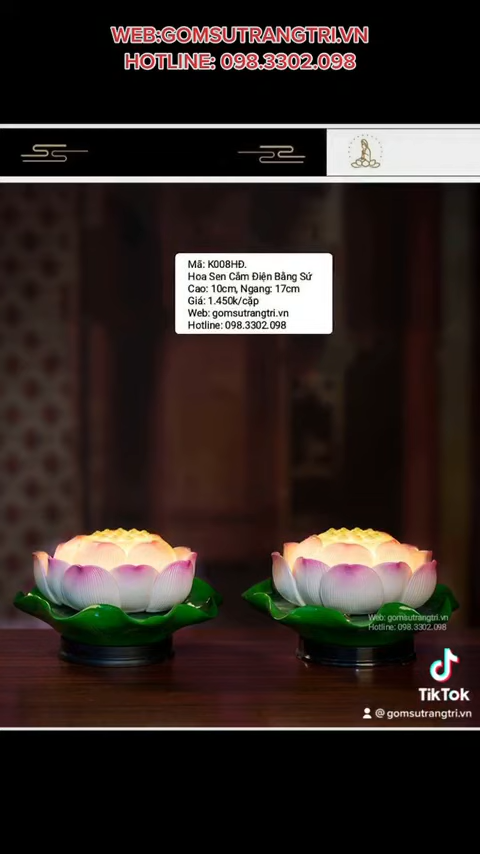 WEB:GOMSUTRANGTRI.VN
HOTLINE: 098.3302.098
Mã: K008HĐ.
Hoa Sen Cắm Điện Bằng Sứ
Cao: 10cm, Ngang: 17cm
Giá: 1.450k/cặp
Web: gomsutrangtri.vn
Hotline: 098.3302.098
Web: gomsutrangtri.vn
Hotline: 098.3302.098
TikTok
@gomsutrangtri.vn